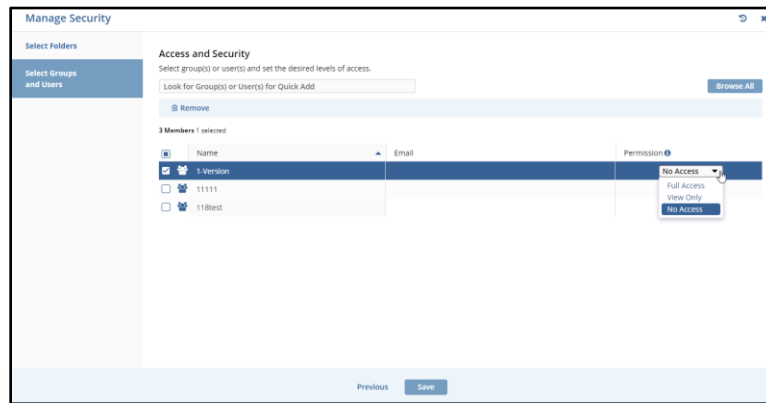 Manage Security
Select Folders
Select Groups
and Users
Access and Security
Select group(s) or user(s) and set the desired levels of access.
Look for Group(s) or User(s) for Quick Add
Browse All
Remove
3 Members 1 selected
Name Email Permission
1-Version No Access
11111
118test
Full Access
View Only
No Access
Previous Save